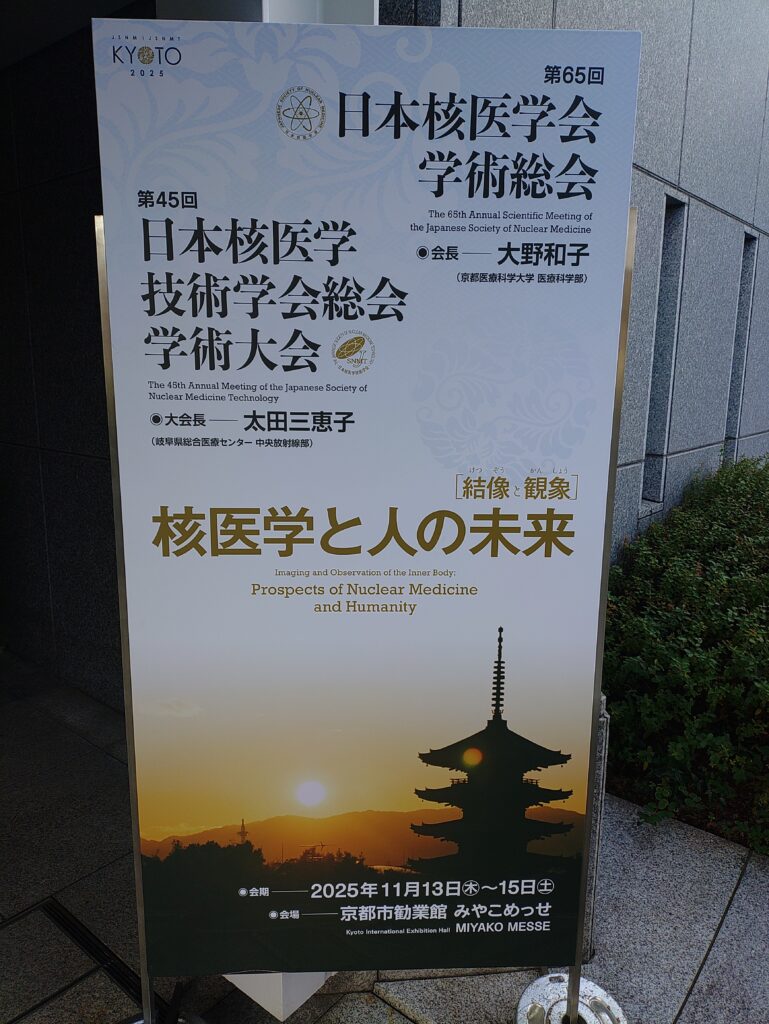 JSNM | JSNMT
KYOTO
2025
第65回
日本核医学会
学術総会
The 65th Annual Scientific Meeting of
the Japanese Society of Nuclear Medicine
◉会長 ── 大野和子
（京都医療科学大学 医療科学部）
第45回
日本核医学
技術学会総会
学術大会
The 45th Annual Meeting of the Japanese Society of
Nuclear Medicine Technology
◉大会長 ── 太田三恵子
（岐阜県総合医療センター 中央放射線部）
けつ ぞう かん しょう
［結像と観象］
核医学と人の未来
Imaging and Observation of the Inner Body:
Prospects of Nuclear Medicine
and Humanity
◉会期 ── 2025年11月13日㊍〜15日㊏
◉会場 ── 京都市勧業館 みやこめっせ
Kyoto International Exhibition Hall MIYAKO MESSE